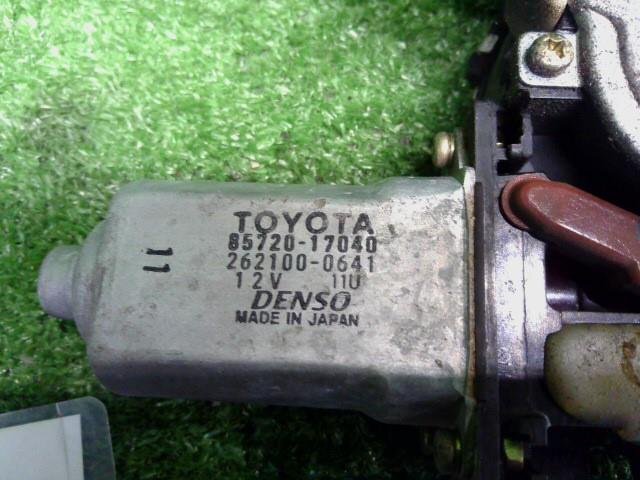 TOYOTA
85720-17040
262100-0641
12V 11U
DENSO
MADE IN JAPAN
11